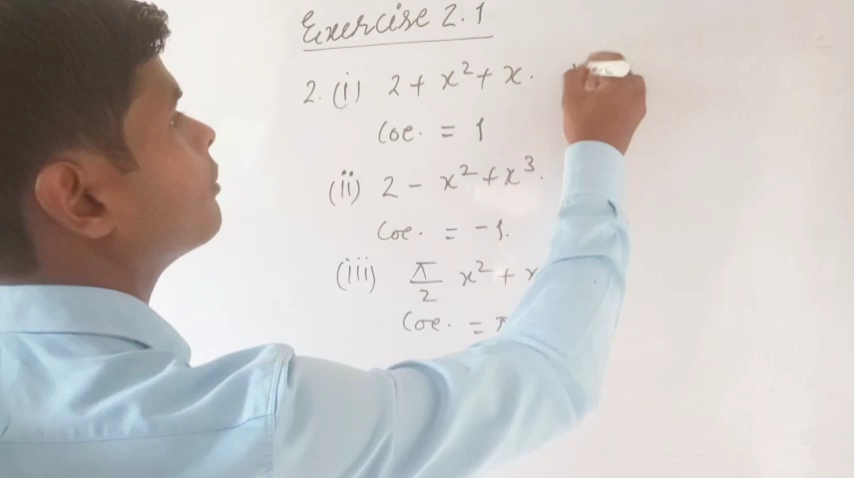 Exercise 2.1
2. (i) 2 + x² + x.
Coe. = 1
(ii) 2 - x² + x³.
Coe. = -1.
(iii) π/2 x² + x
Coe. = π